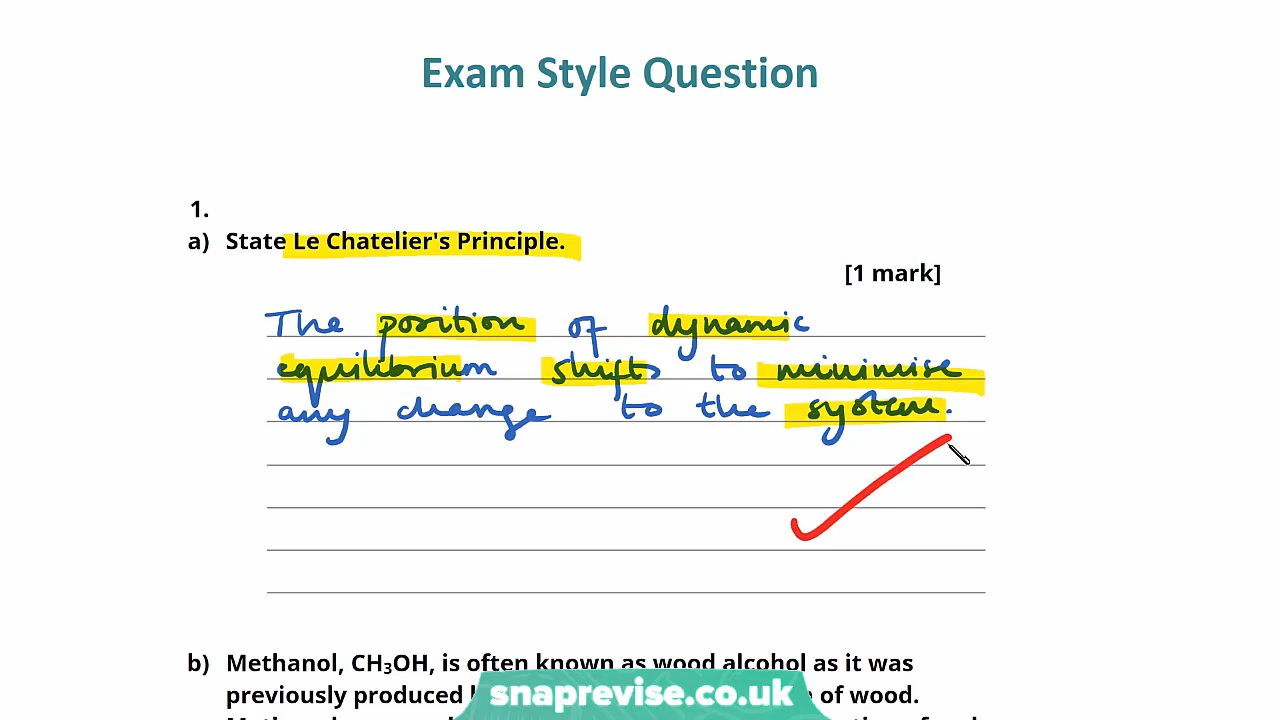 Exam Style Question
1.
a) State Le Chatelier's Principle.
[1 mark]
The position of dynamic
equilibrium shifts to minimise
any change to the system.
b) Methanol, CH₃OH, is often known as wood alcohol as it was
previously produced of wood.
snaprevise.co.uk